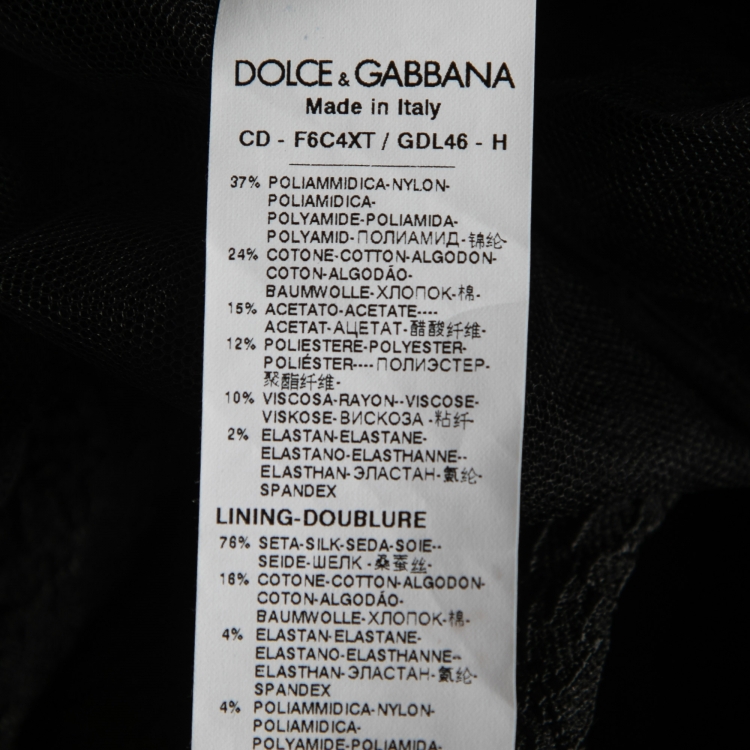 DOLCE & GABBANA
Made in Italy
CD - F6C4XT / GDL46 - H
37% POLIAMMIDICA-NYLON-
POLIAMIDICA-
POLYAMIDE-POLIAMIDA-
POLYAMID-ПОЛИАМИД-锦纶-
24% COTONE-COTTON-ALGODON-
COTON-ALGODÃO-
BAUMWOLLE-ХЛОПОК-棉-
15% ACETATO-ACETATE----
ACETAT-АЦЕТАТ-醋酸纤维-
12% POLIESTERE-POLYESTER-
POLIÉSTER----ПОЛИЭСТЕР-
聚酯纤维-
10% VISCOSA-RAYON--VISCOSE-
VISKOSE-ВИСКОЗА -粘纤-
2% ELASTAN-ELASTANE-
ELASTANO-ELASTHANNE--
ELASTHAN-ЭЛАСТАН-氨纶-
SPANDEX
LINING-DOUBLURE
76% SETA-SILK-SEDA-SOIE--
SEIDE-ШЕЛК -桑蚕丝-
16% COTONE-COTTON-ALGODON-
COTON-ALGODÃO-
BAUMWOLLE-ХЛОПОК-棉-
4% ELASTAN-ELASTANE-
ELASTANO-ELASTHANNE--
ELASTHAN-ЭЛАСТАН-氨纶-
SPANDEX
4% POLIAMMIDICA-NYLON-
POLIAMIDICA-
POLYAMIDE-POLIAMIDA-